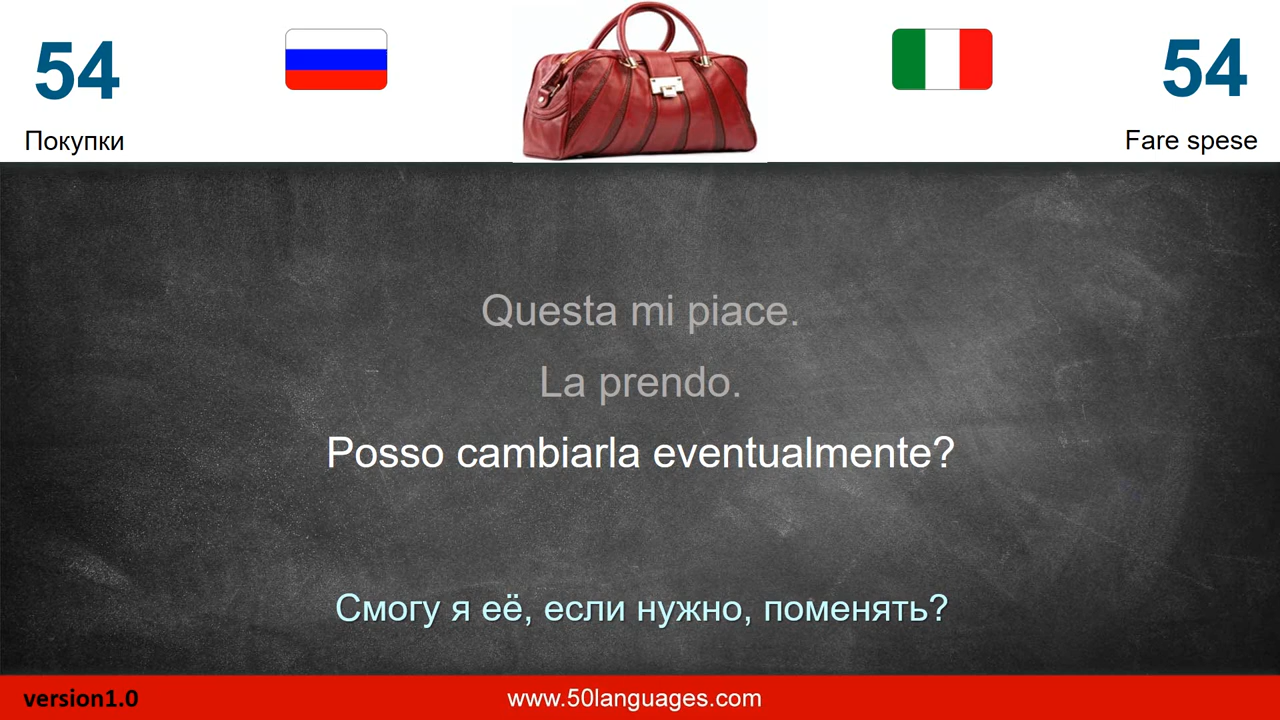 54
54
Покупки
Fare spese
Questa mi piace.
La prendo.
Posso cambiarla eventualmente?
Смогу я её, если нужно, поменять?
version1.0
www.50languages.com